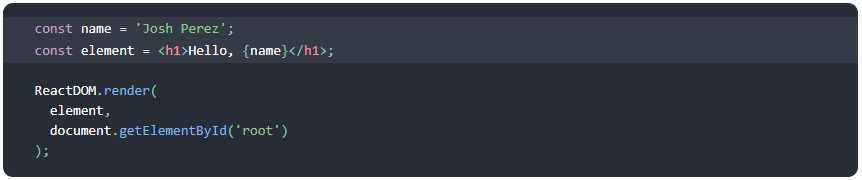 const name = 'Josh Perez';
const element = <h1>Hello, {name}</h1>;

ReactDOM.render(
  element,
  document.getElementById('root')
);